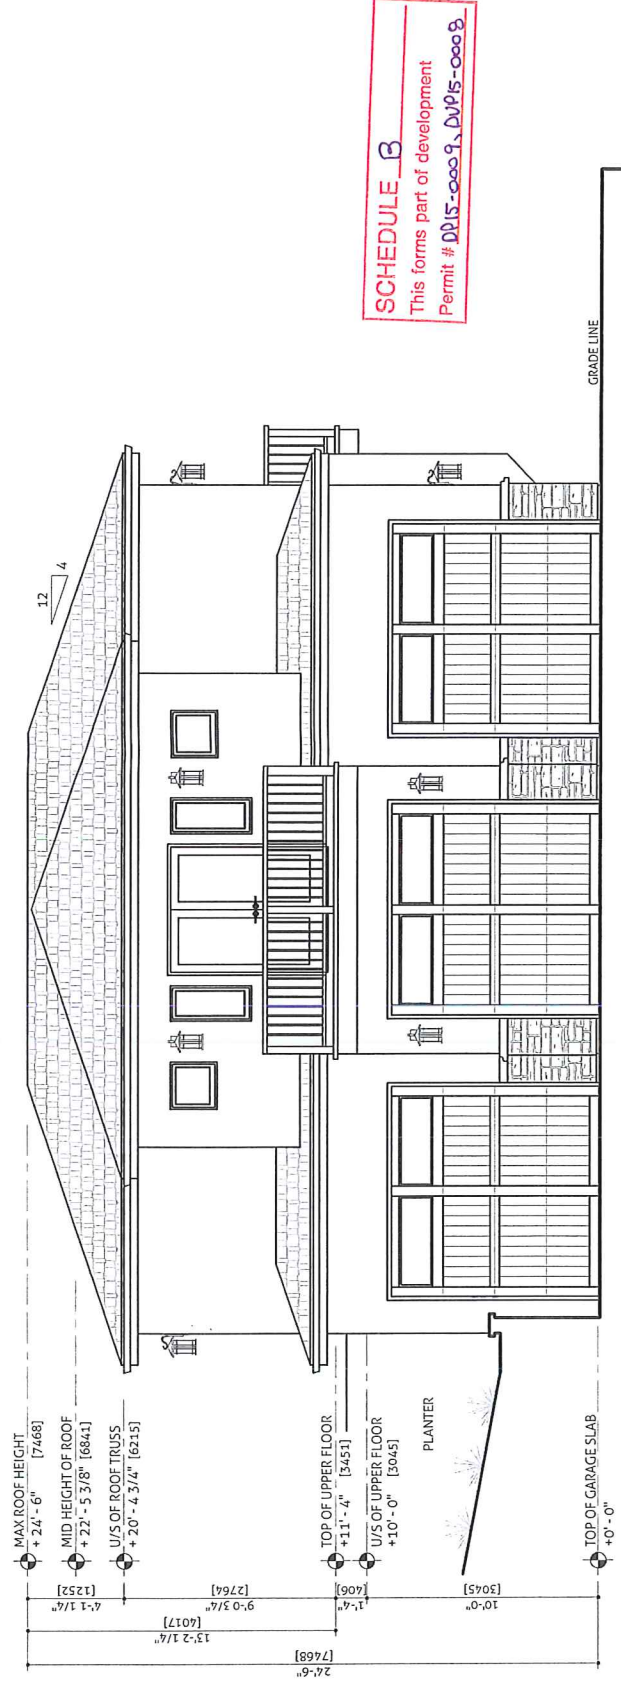 SCHEDULE B
This forms part of development
Permit # DP15-0009, DVP15-0008
12
4
MAX ROOF HEIGHT
+ 24' - 6" [7468]
MID HEIGHT OF ROOF
+ 22' - 5 3/8" [6841]
U/S OF ROOF TRUSS
+ 20' - 4 3/4" [6215]
TOP OF UPPER FLOOR
+11' - 4" [3451]
U/S OF UPPER FLOOR
+10' - 0" [3045]
PLANTER
TOP OF GARAGE SLAB
+0' - 0"
GRADE LINE
4'-1 1/4"
[1252]
9'-0 3/4"
[2764]
1'-4"
[406]
10'-0"
[3045]
13'-2 1/4"
[4017]
24'-6"
[7468]